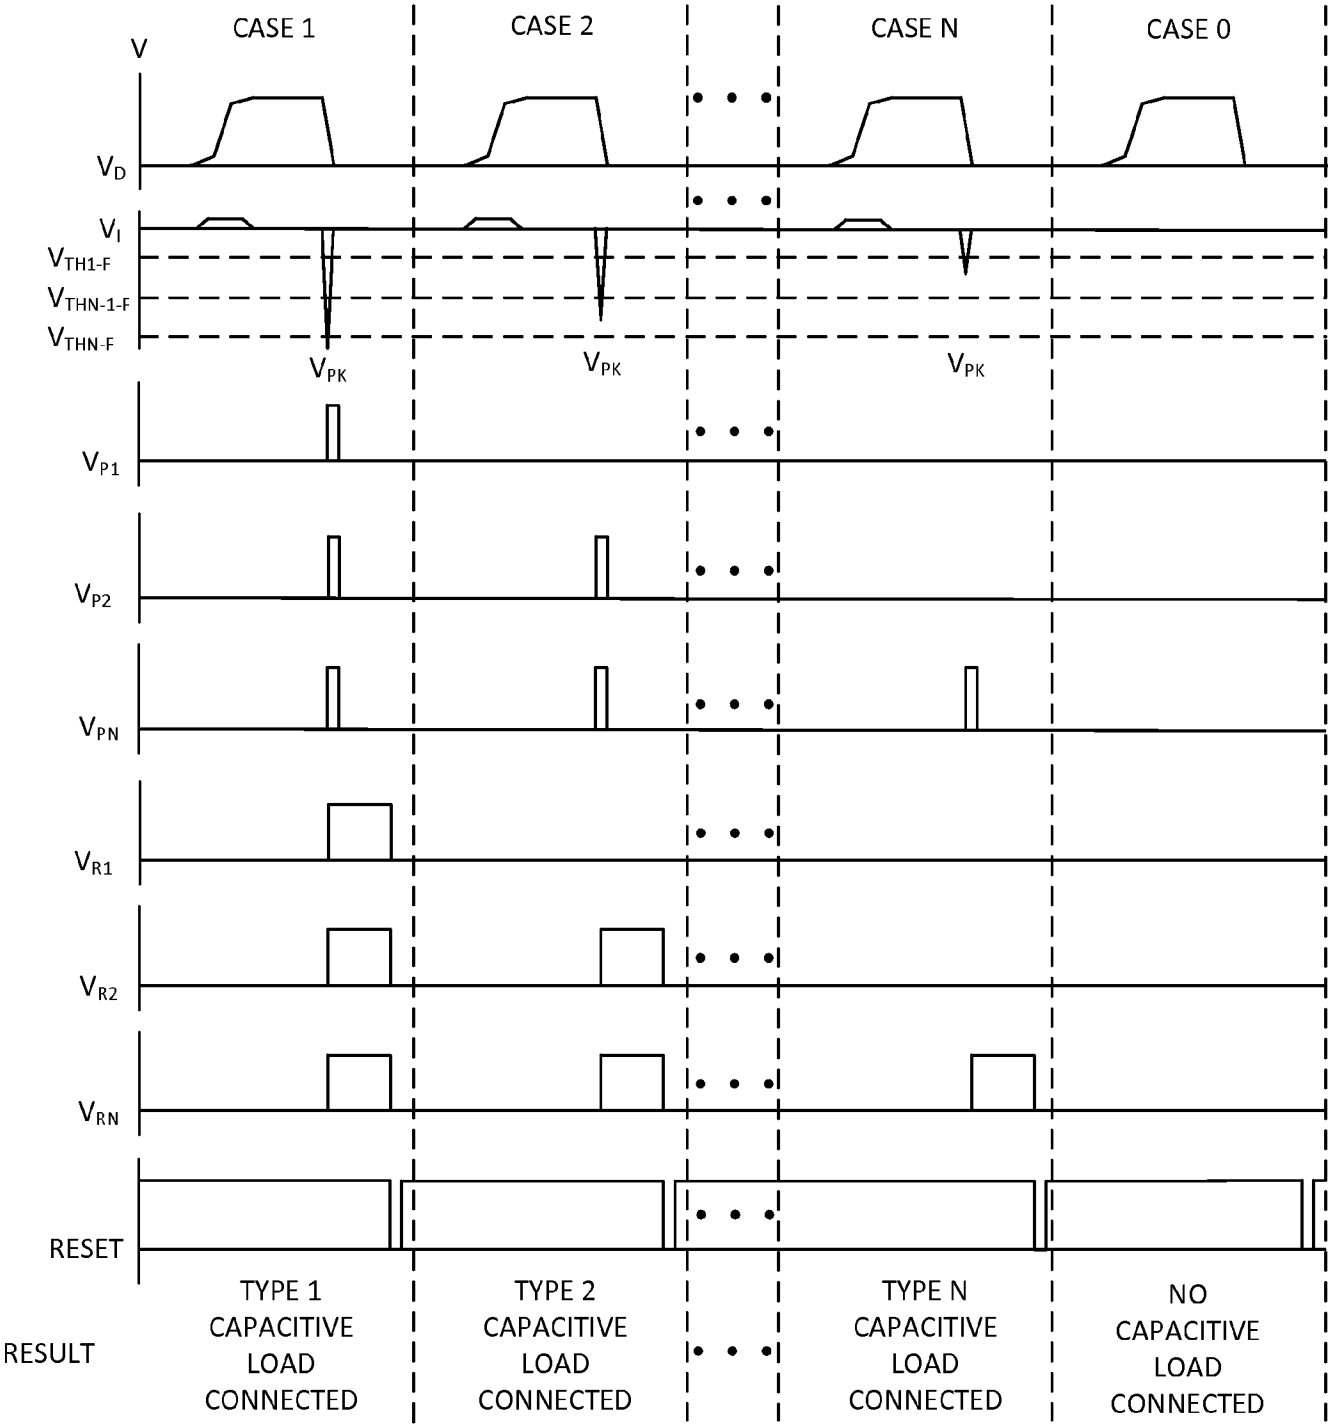 CASE 1 CASE 2 CASE N CASE 0
V
VD
VI
VTH1-F
VTHN-1-F
VTHN-F
VPK VPK VPK
VP1
VP2
VPN
VR1
VR2
VRN
RESET
RESULT
TYPE 1
CAPACITIVE
LOAD
CONNECTED
TYPE 2
CAPACITIVE
LOAD
CONNECTED
TYPE N
CAPACITIVE
LOAD
CONNECTED
NO
CAPACITIVE
LOAD
CONNECTED